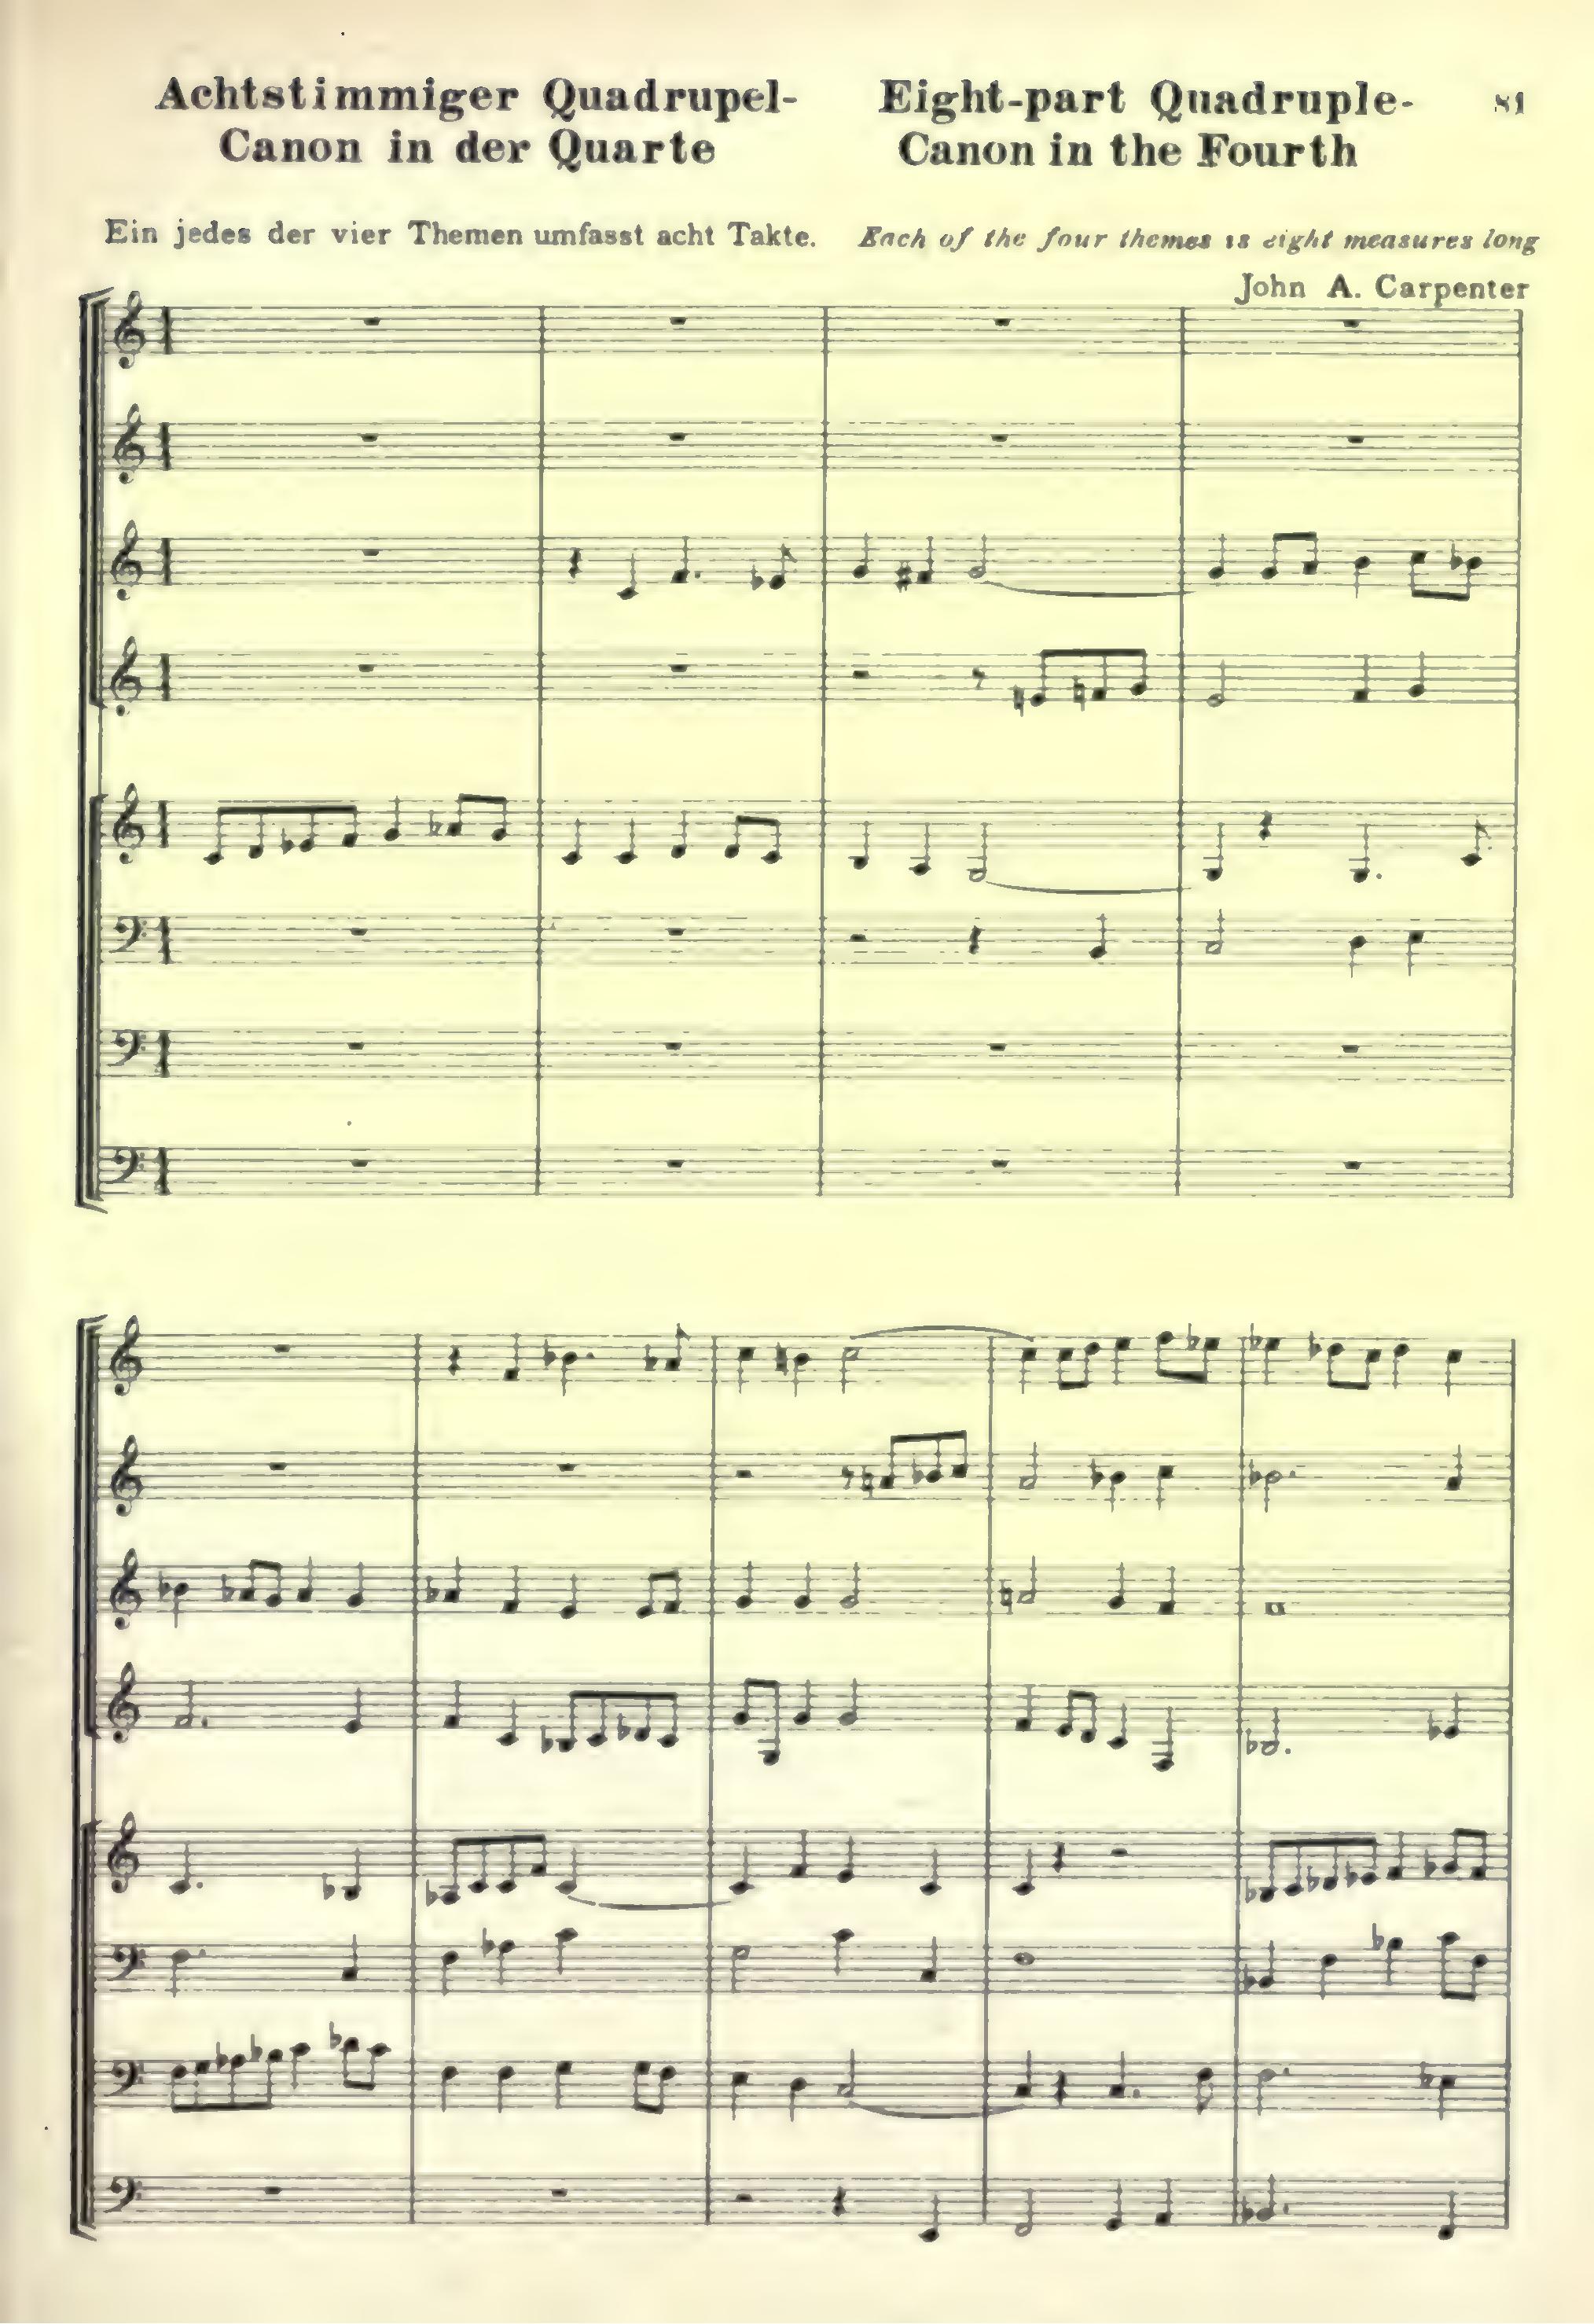 Achtstimmiger Quadrupel-
Canon in der Quarte
Eight-part Quadruple-
Canon in the Fourth
81
Ein jedes der vier Themen umfasst acht Takte.
Each of the four themes is eight measures long
John A. Carpenter